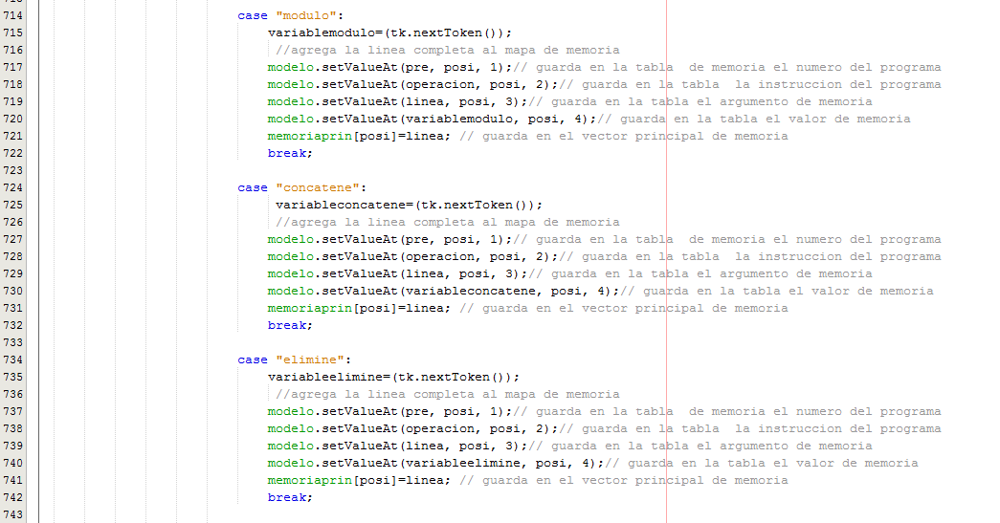 714 case "modulo":
715 variablemodulo=(tk.nextToken());
716 //agrega la linea completa al mapa de memoria
717 modelo.setValueAt(pre, posi, 1);// guarda en la tabla  de memoria el numero del programa
718 modelo.setValueAt(operacion, posi, 2);// guarda en la tabla  la instruccion del programa
719 modelo.setValueAt(linea, posi, 3);// guarda en la tabla el argumento de memoria
720 modelo.setValueAt(variablemodulo, posi, 4);// guarda en la tabla el valor de memoria
721 memoriaprin[posi]=linea; // guarda en el vector principal de memoria
722 break;
723
724 case "concatene":
725 variableconcatene=(tk.nextToken());
726 //agrega la linea completa al mapa de memoria
727 modelo.setValueAt(pre, posi, 1);// guarda en la tabla  de memoria el numero del programa
728 modelo.setValueAt(operacion, posi, 2);// guarda en la tabla  la instruccion del programa
729 modelo.setValueAt(linea, posi, 3);// guarda en la tabla el argumento de memoria
730 modelo.setValueAt(variableconcatene, posi, 4);// guarda en la tabla el valor de memoria
731 memoriaprin[posi]=linea; // guarda en el vector principal de memoria
732 break;
733
734 case "elimine":
735 variableelimine=(tk.nextToken());
736 //agrega la linea completa al mapa de memoria
737 modelo.setValueAt(pre, posi, 1);// guarda en la tabla  de memoria el numero del programa
738 modelo.setValueAt(operacion, posi, 2);// guarda en la tabla  la instruccion del programa
739 modelo.setValueAt(linea, posi, 3);// guarda en la tabla el argumento de memoria
740 modelo.setValueAt(variableelimine, posi, 4);// guarda en la tabla el valor de memoria
741 memoriaprin[posi]=linea; // guarda en el vector principal de memoria
742 break;
743